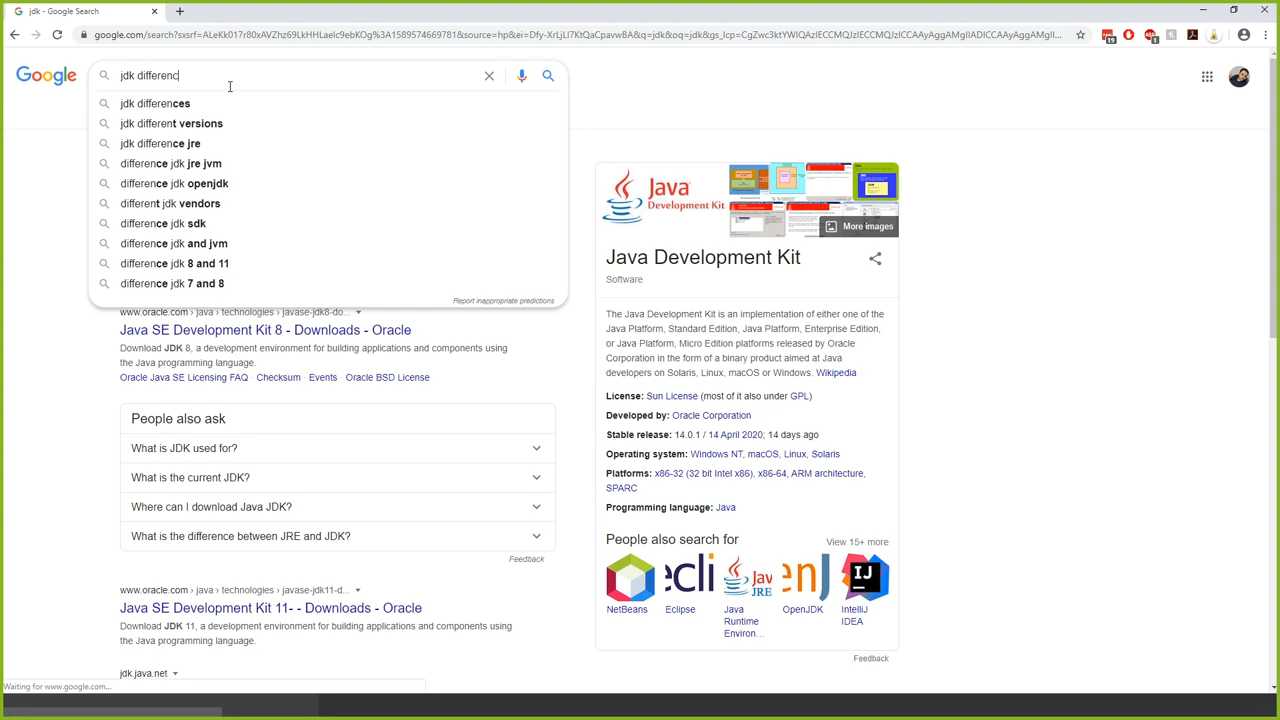 jdk - Google Search
google.com/search?sxsrf=ALeKk017r80xAVZhz69LkHHLaelc9ebKOg%3A1589574669781&source=hp&ei=Dfy-XrLjLl7KtQaCpavwBA&q=jdk&oq=jdk&gs_lcp=CgZwc3ktYWIQAzIECCMQJzIECCMQJzICCAAyAggAMgIIADICCAAyAggAMgIIADICCAAyAggAMgII...
19
1
Google
jdk differenc
jdk differences
jdk different versions
jdk difference jre
difference jdk jre jvm
difference jdk openjdk
different jdk vendors
difference jdk sdk
difference jdk and jvm
difference jdk 8 and 11
difference jdk 7 and 8
Report inappropriate predictions
www.oracle.com › java › technologies › javase-jdk8-do...
Java SE Development Kit 8 - Downloads - Oracle
Download JDK 8, a development environment for building applications and components using
the Java programming language.
Oracle Java SE Licensing FAQ · Checksum · Events · Oracle BSD License
People also ask
What is JDK used for?
What is the current JDK?
Where can I download Java JDK?
What is the difference between JRE and JDK?
Feedback
www.oracle.com › java › technologies › javase-jdk11-d...
Java SE Development Kit 11- - Downloads - Oracle
Download JDK 11, a development environment for building applications and components using
the Java programming language.
jdk.java.net
Waiting for www.google.com...
Java
Development Kit
More images
Java Development Kit
Software
The Java Development Kit is an implementation of either one of the
Java Platform, Standard Edition, Java Platform, Enterprise Edition,
or Java Platform, Micro Edition platforms released by Oracle
Corporation in the form of a binary product aimed at Java
developers on Solaris, Linux, macOS or Windows. Wikipedia
License: Sun License (most of it also under GPL)
Developed by: Oracle Corporation
Stable release: 14.0.1 / 14 April 2020; 14 days ago
Operating system: Windows NT, macOS, Linux, Solaris
Platforms: x86-32 (32 bit Intel x86), x86-64, ARM architecture,
SPARC
Programming language: Java
People also search for
View 15+ more
NetBeans
Eclipse
Java
Runtime
Environ...
OpenJDK
IntelliJ
IDEA
Feedback